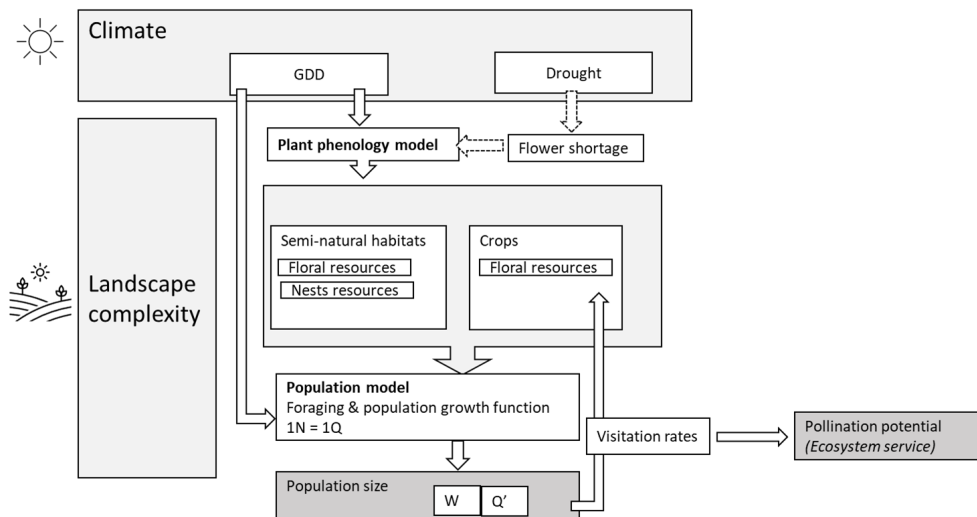 Climate
GDD
Drought
Plant phenology model
Flower shortage
Semi-natural habitats
Floral resources
Nests resources
Crops
Floral resources
Landscape
complexity
Population model
Foraging & population growth function
1N = 1Q
Visitation rates
Pollination potential
(Ecosystem service)
Population size
W
Q’